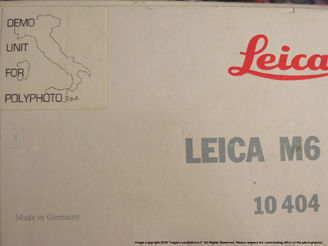 DEMO
UNIT
FOR
POLYPHOTO S.p.A.
Leica
LEICA M6
10 404
Made in Germany